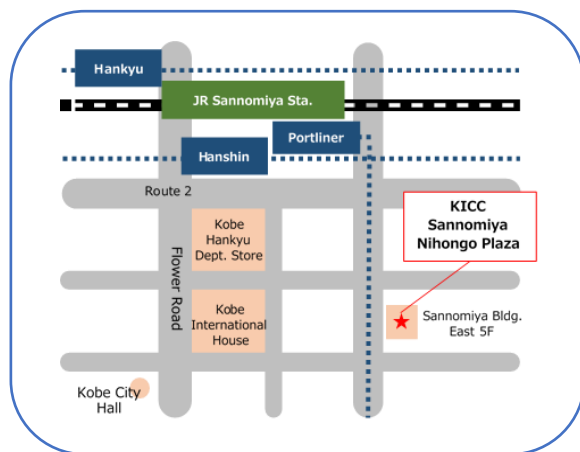 Hankyu
JR Sannomiya Sta.
Portliner
Hanshin
Route 2
KICC
Sannomiya
Nihongo Plaza
Kobe
Hankyu
Dept. Store
Flower Road
Kobe
International
House
Sannomiya Bldg.
East 5F
Kobe City
Hall